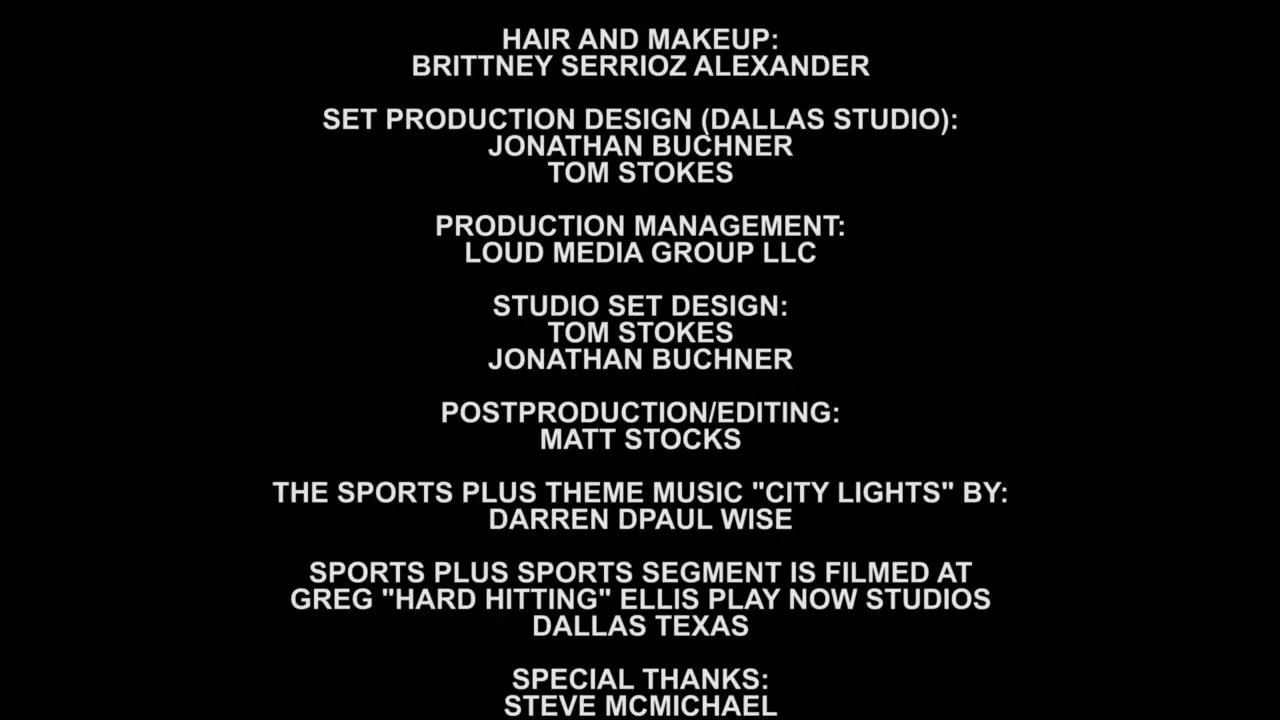 HAIR AND MAKEUP:
BRITTNEY SERRIOZ ALEXANDER
SET PRODUCTION DESIGN (DALLAS STUDIO):
JONATHAN BUCHNER
TOM STOKES
PRODUCTION MANAGEMENT:
LOUD MEDIA GROUP LLC
STUDIO SET DESIGN:
TOM STOKES
JONATHAN BUCHNER
POSTPRODUCTION/EDITING:
MATT STOCKS
THE SPORTS PLUS THEME MUSIC "CITY LIGHTS" BY:
DARREN DPAUL WISE
SPORTS PLUS SPORTS SEGMENT IS FILMED AT
GREG "HARD HITTING" ELLIS PLAY NOW STUDIOS
DALLAS TEXAS
SPECIAL THANKS:
STEVE MCMICHAEL